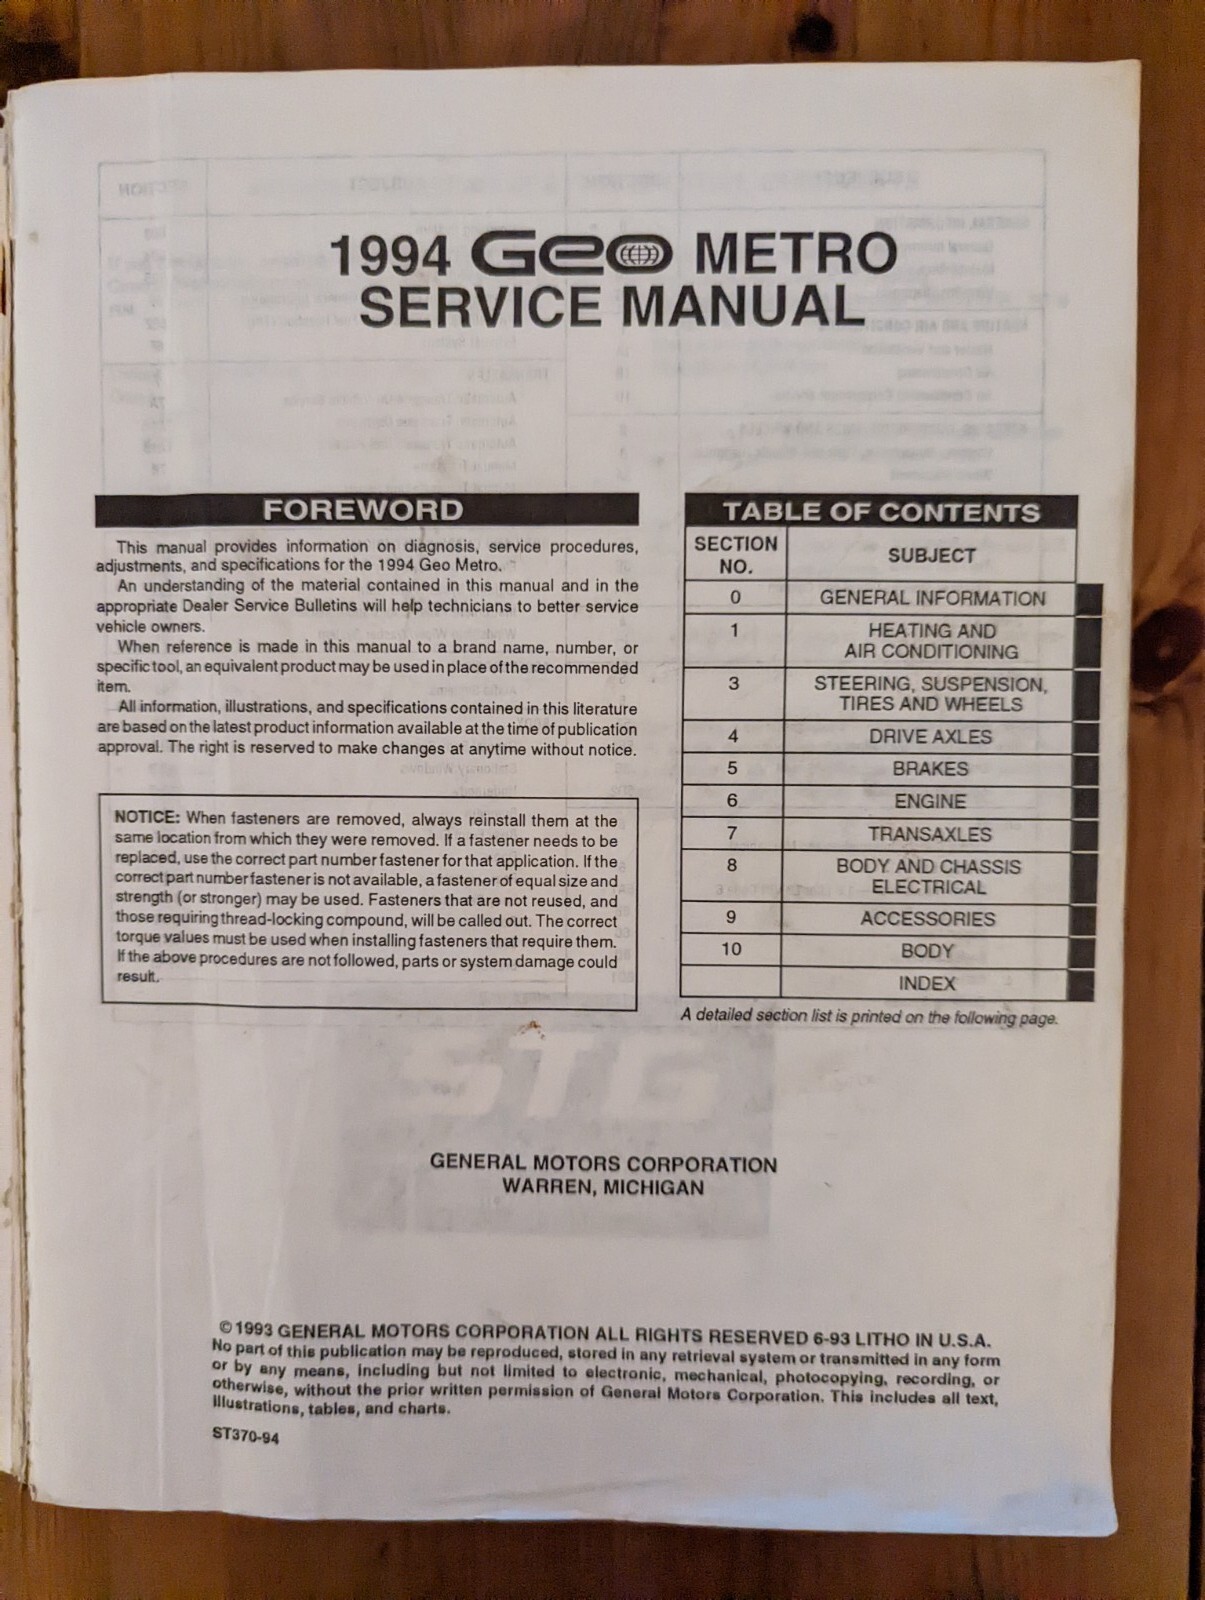 1994 Geo METRO
SERVICE MANUAL
FOREWORD
This manual provides information on diagnosis, service procedures,
adjustments, and specifications for the 1994 Geo Metro.
An understanding of the material contained in this manual and in the
appropriate Dealer Service Bulletins will help technicians to better service
vehicle owners.
When reference is made in this manual to a brand name, number, or
specific tool, an equivalent product may be used in place of the recommended
item.
All information, illustrations, and specifications contained in this literature
are based on the latest product information available at the time of publication
approval. The right is reserved to make changes at anytime without notice.
NOTICE: When fasteners are removed, always reinstall them at the
same location from which they were removed. If a fastener needs to be
replaced, use the correct part number fastener for that application. If the
correct part number fastener is not available, a fastener of equal size and
strength (or stronger) may be used. Fasteners that are not reused, and
those requiring thread-locking compound, will be called out. The correct
torque values must be used when installing fasteners that require them.
If the above procedures are not followed, parts or system damage could
result.
TABLE OF CONTENTS
SECTION
NO.
SUBJECT
0 GENERAL INFORMATION
1 HEATING AND
AIR CONDITIONING
3 STEERING, SUSPENSION,
TIRES AND WHEELS
4 DRIVE AXLES
5 BRAKES
6 ENGINE
7 TRANSAXLES
8 BODY AND CHASSIS
ELECTRICAL
9 ACCESSORIES
10 BODY
INDEX
A detailed section list is printed on the following page.
GENERAL MOTORS CORPORATION
WARREN, MICHIGAN
©1993 GENERAL MOTORS CORPORATION ALL RIGHTS RESERVED 6-93 LITHO IN U.S.A.
No part of this publication may be reproduced, stored in any retrieval system or transmitted in any form
or by any means, including but not limited to electronic, mechanical, photocopying, recording, or
otherwise, without the prior written permission of General Motors Corporation. This includes all text,
illustrations, tables, and charts.
ST370-94